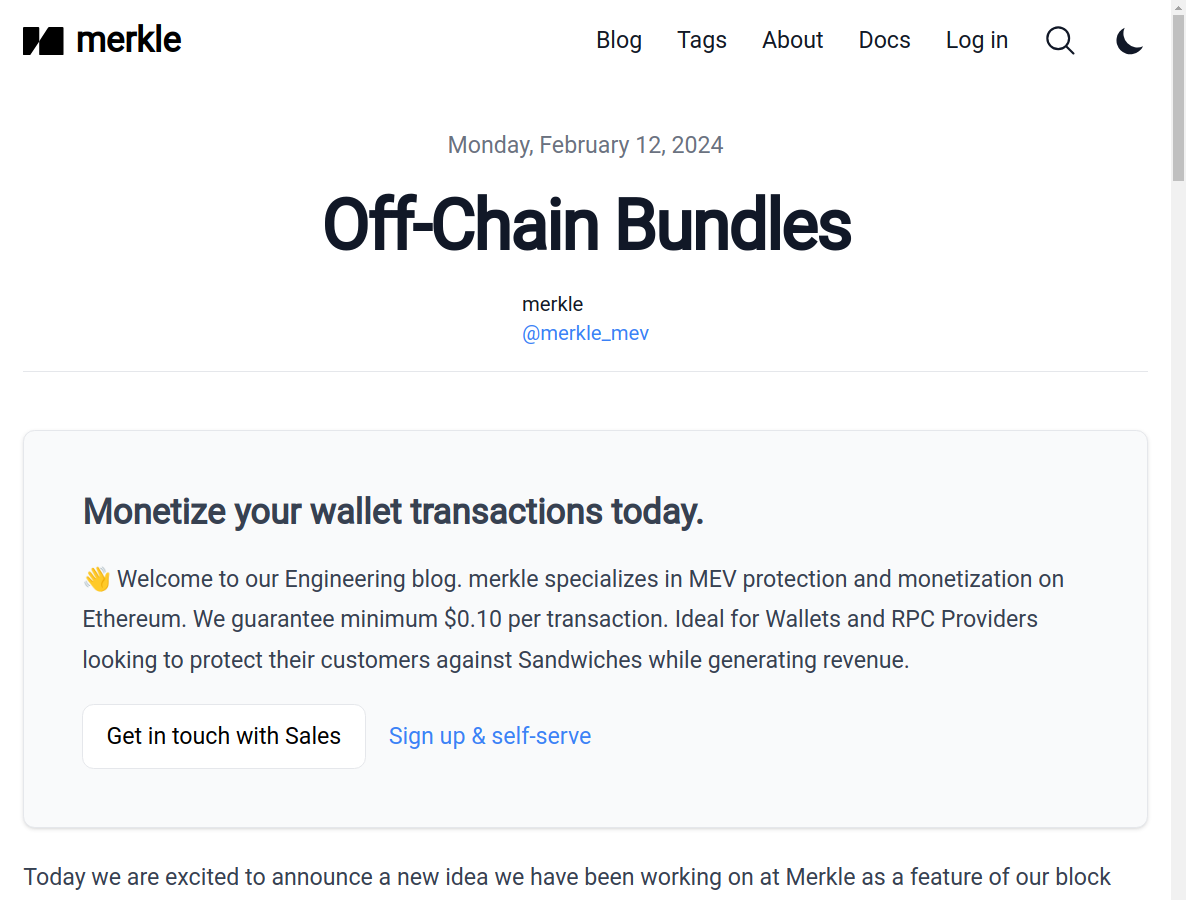 merkle
Blog Tags About Docs Log in
Monday, February 12, 2024
Off-Chain Bundles
merkle
@merkle_mev
Monetize your wallet transactions today.
👋 Welcome to our Engineering blog. merkle specializes in MEV protection and monetization on
Ethereum. We guarantee minimum $0.10 per transaction. Ideal for Wallets and RPC Providers
looking to protect their customers against Sandwiches while generating revenue.
Get in touch with Sales Sign up & self-serve
Today we are excited to announce a new idea we have been working on at Merkle as a feature of our block